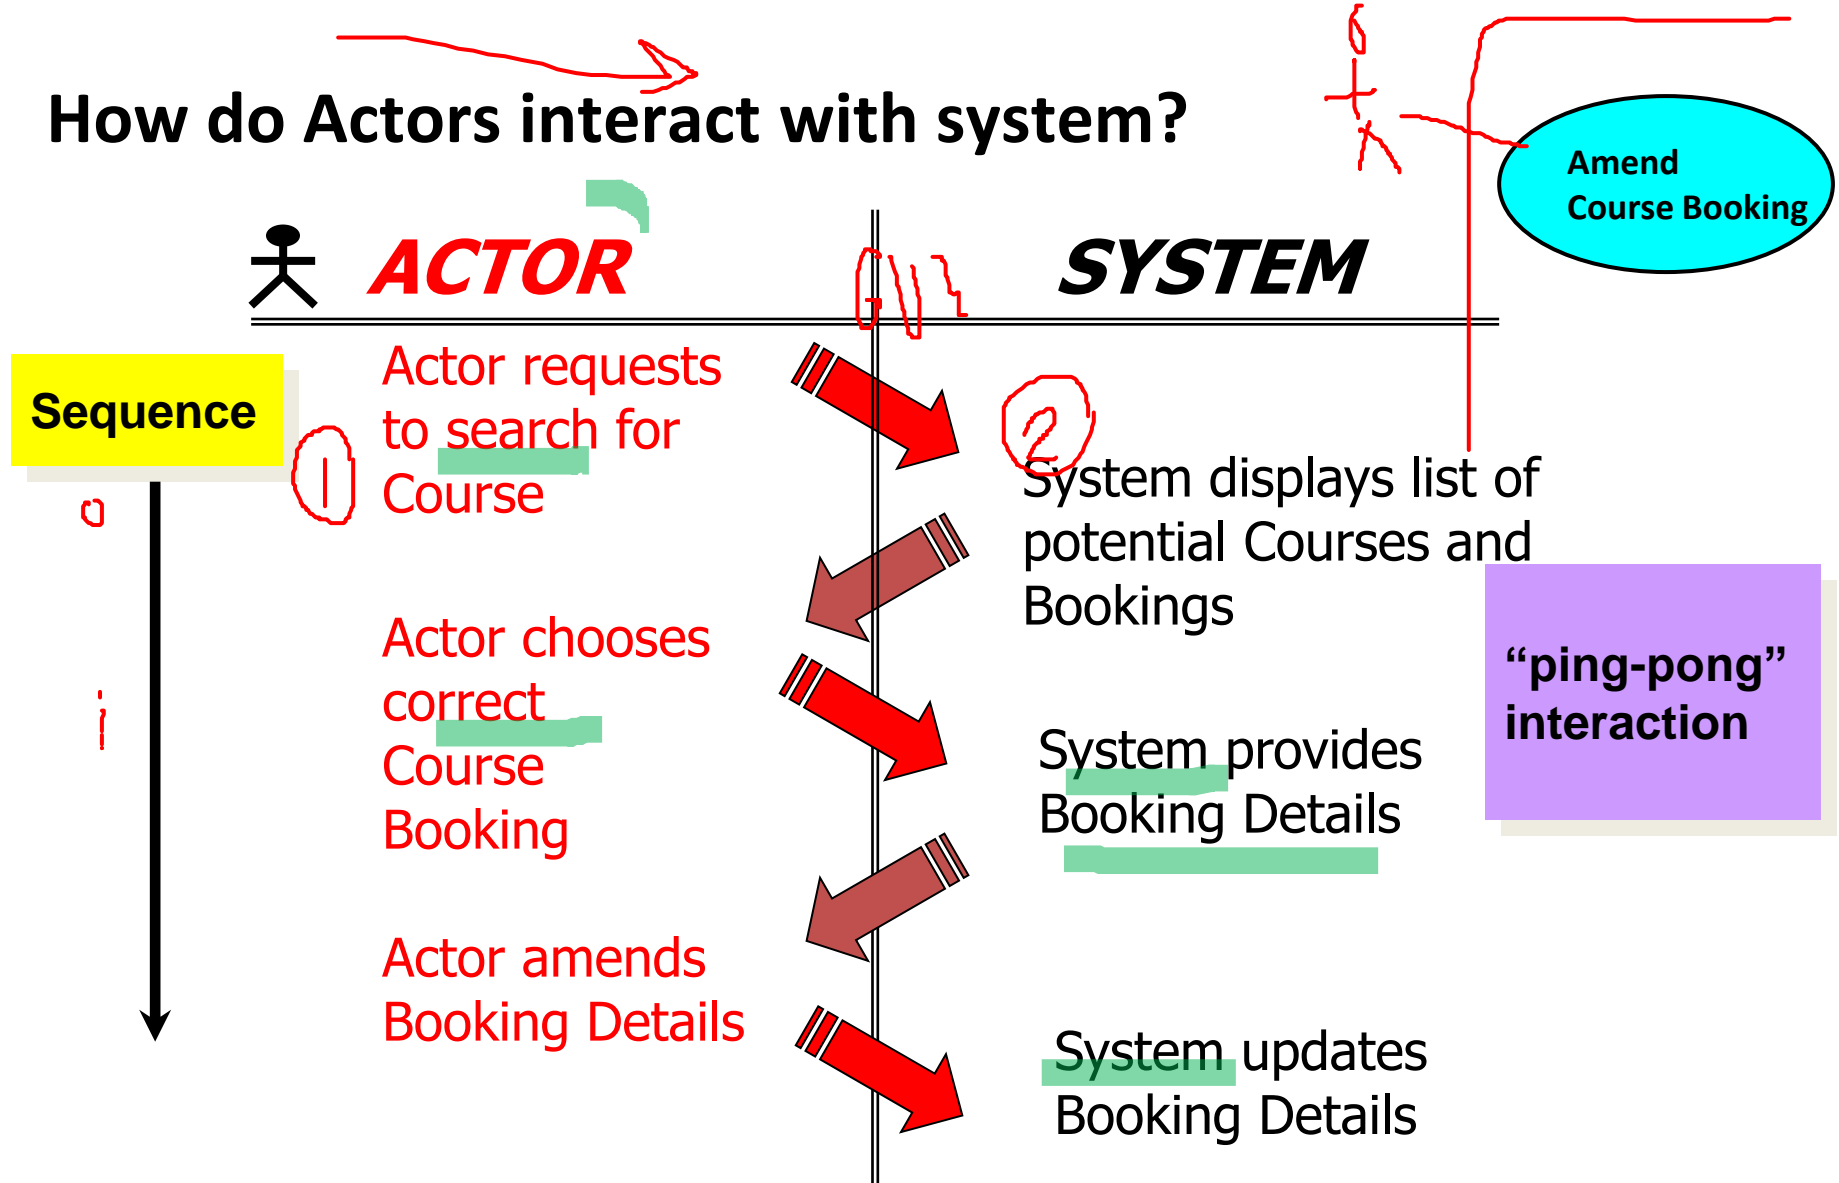 How do Actors interact with system?
Amend
Course Booking
ACTOR
SYSTEM
Sequence
1
Actor requests
to search for
Course
2
System displays list of
potential Courses and
Bookings
Actor chooses
correct
Course
Booking
System provides
Booking Details
“ping-pong”
interaction
Actor amends
Booking Details
System updates
Booking Details